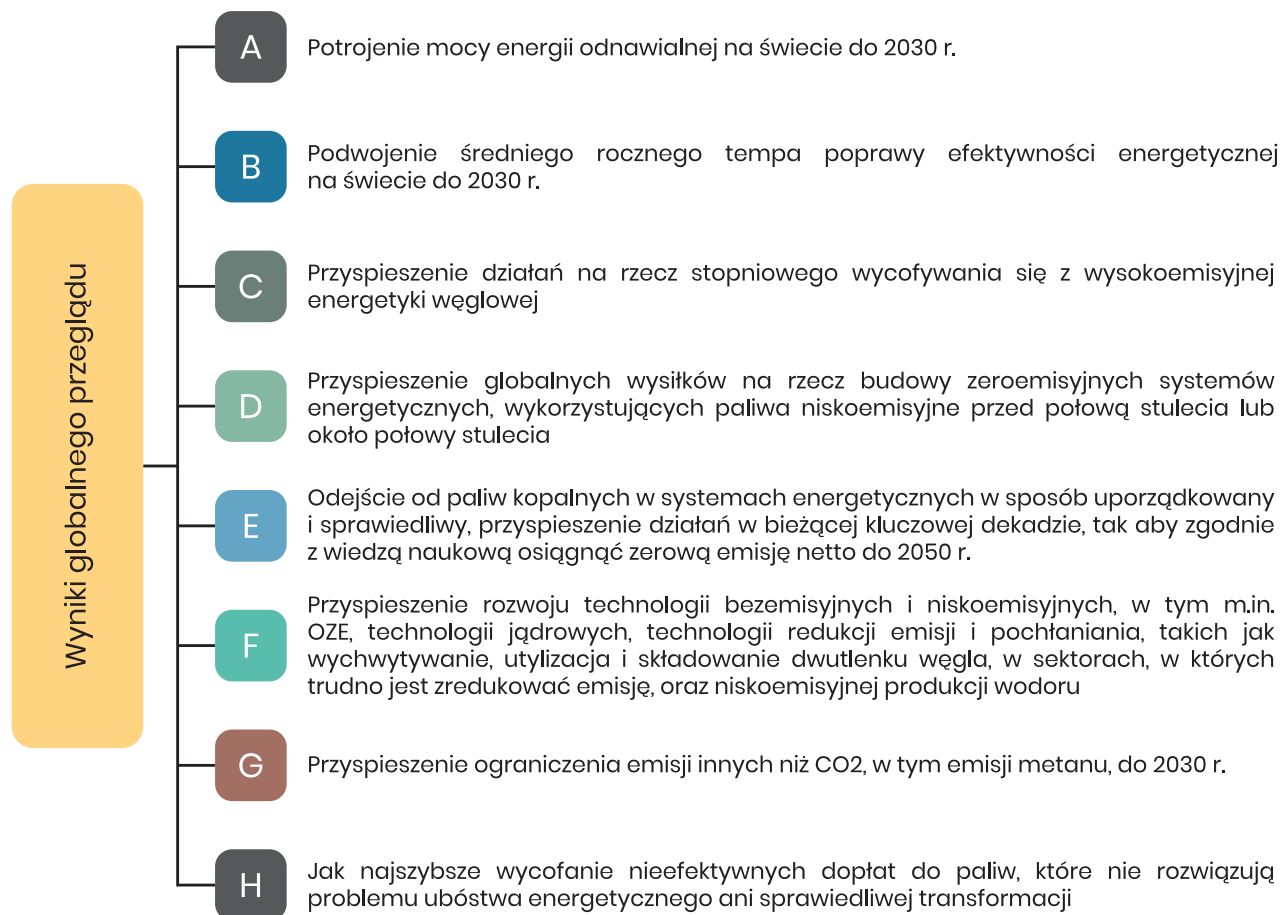 Wyniki globalnego przeglądu
A
Potrojenie mocy energii odnawialnej na świecie do 2030 r.
B
Podwojenie średniego rocznego tempa poprawy efektywności energetycznej
na świecie do 2030 r.
C
Przyspieszenie działań na rzecz stopniowego wycofywania się z wysokoemisyjnej
energetyki węglowej
D
Przyspieszenie globalnych wysiłków na rzecz budowy zeroemisyjnych systemów
energetycznych, wykorzystujących paliwa niskoemisyjne przed połową stulecia lub
około połowy stulecia
E
Odejście od paliw kopalnych w systemach energetycznych w sposób uporządkowany
i sprawiedliwy, przyspieszenie działań w bieżącej kluczowej dekadzie, tak aby zgodnie
z wiedzą naukową osiągnąć zerową emisję netto do 2050 r.
F
Przyspieszenie rozwoju technologii bezemisyjnych i niskoemisyjnych, w tym m.in.
OZE, technologii jądrowych, technologii redukcji emisji i pochłaniania, takich jak
wychwytywanie, utylizacja i składowanie dwutlenku węgla, w sektorach, w których
trudno jest zredukować emisję, oraz niskoemisyjnej produkcji wodoru
G
Przyspieszenie ograniczenia emisji innych niż CO2, w tym emisji metanu, do 2030 r.
H
Jak najszybsze wycofanie nieefektywnych dopłat do paliw, które nie rozwiązują
problemu ubóstwa energetycznego ani sprawiedliwej transformacji